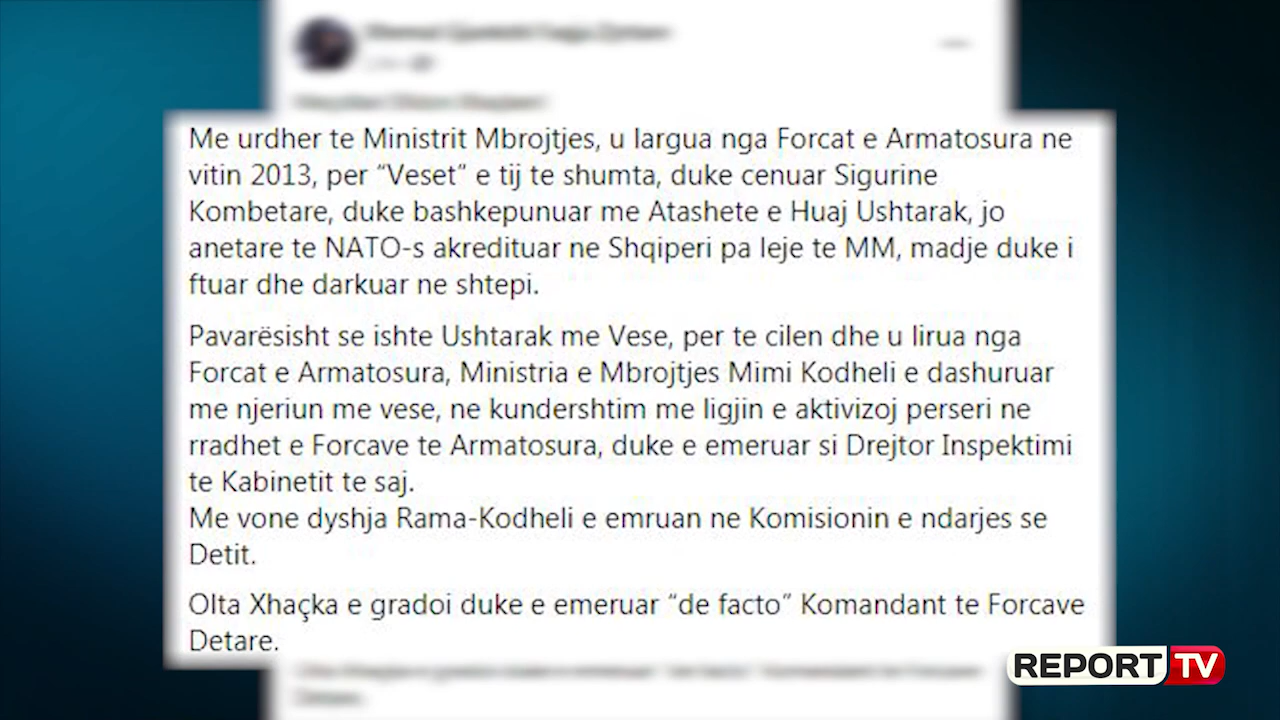 Me urdher te Ministrit Mbrojtjes, u largua nga Forcat e Armatosura ne
vitin 2013, per “Veset” e tij te shumta, duke cenuar Sigurine
Kombetare, duke bashkepunuar me Atashete e Huaj Ushtarak, jo
anetare te NATO-s akredituar ne Shqiperi pa leje te MM, madje duke i
ftuar dhe darkuar ne shtepi.
Pavarësisht se ishte Ushtarak me Vese, per te cilen dhe u lirua nga
Forcat e Armatosura, Ministria e Mbrojtjes Mimi Kodheli e dashuruar
me njeriun me vese, ne kundershtim me ligjin e aktivizoj perseri ne
rradhet e Forcave te Armatosura, duke e emeruar si Drejtor Inspektimi
te Kabinetit te saj.
Me vone dyshja Rama-Kodheli e emruan ne Komisionin e ndarjes se
Detit.
Olta Xhaçka e gradoi duke e emeruar “de facto” Komandant te Forcave
Detare.
REPORT TV